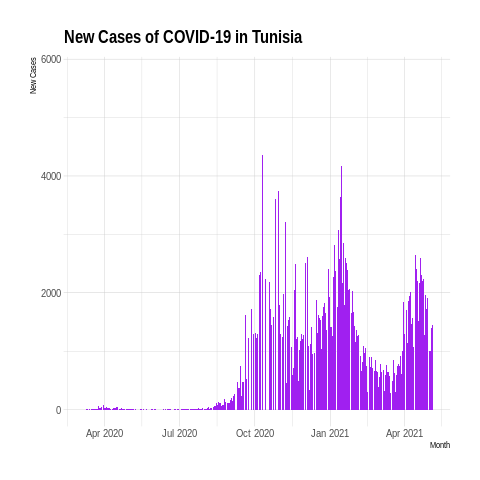 New Cases of COVID-19 in Tunisia
New Cases
6000
4000
2000
0
Apr 2020 Jul 2020 Oct 2020 Jan 2021 Apr 2021
Month